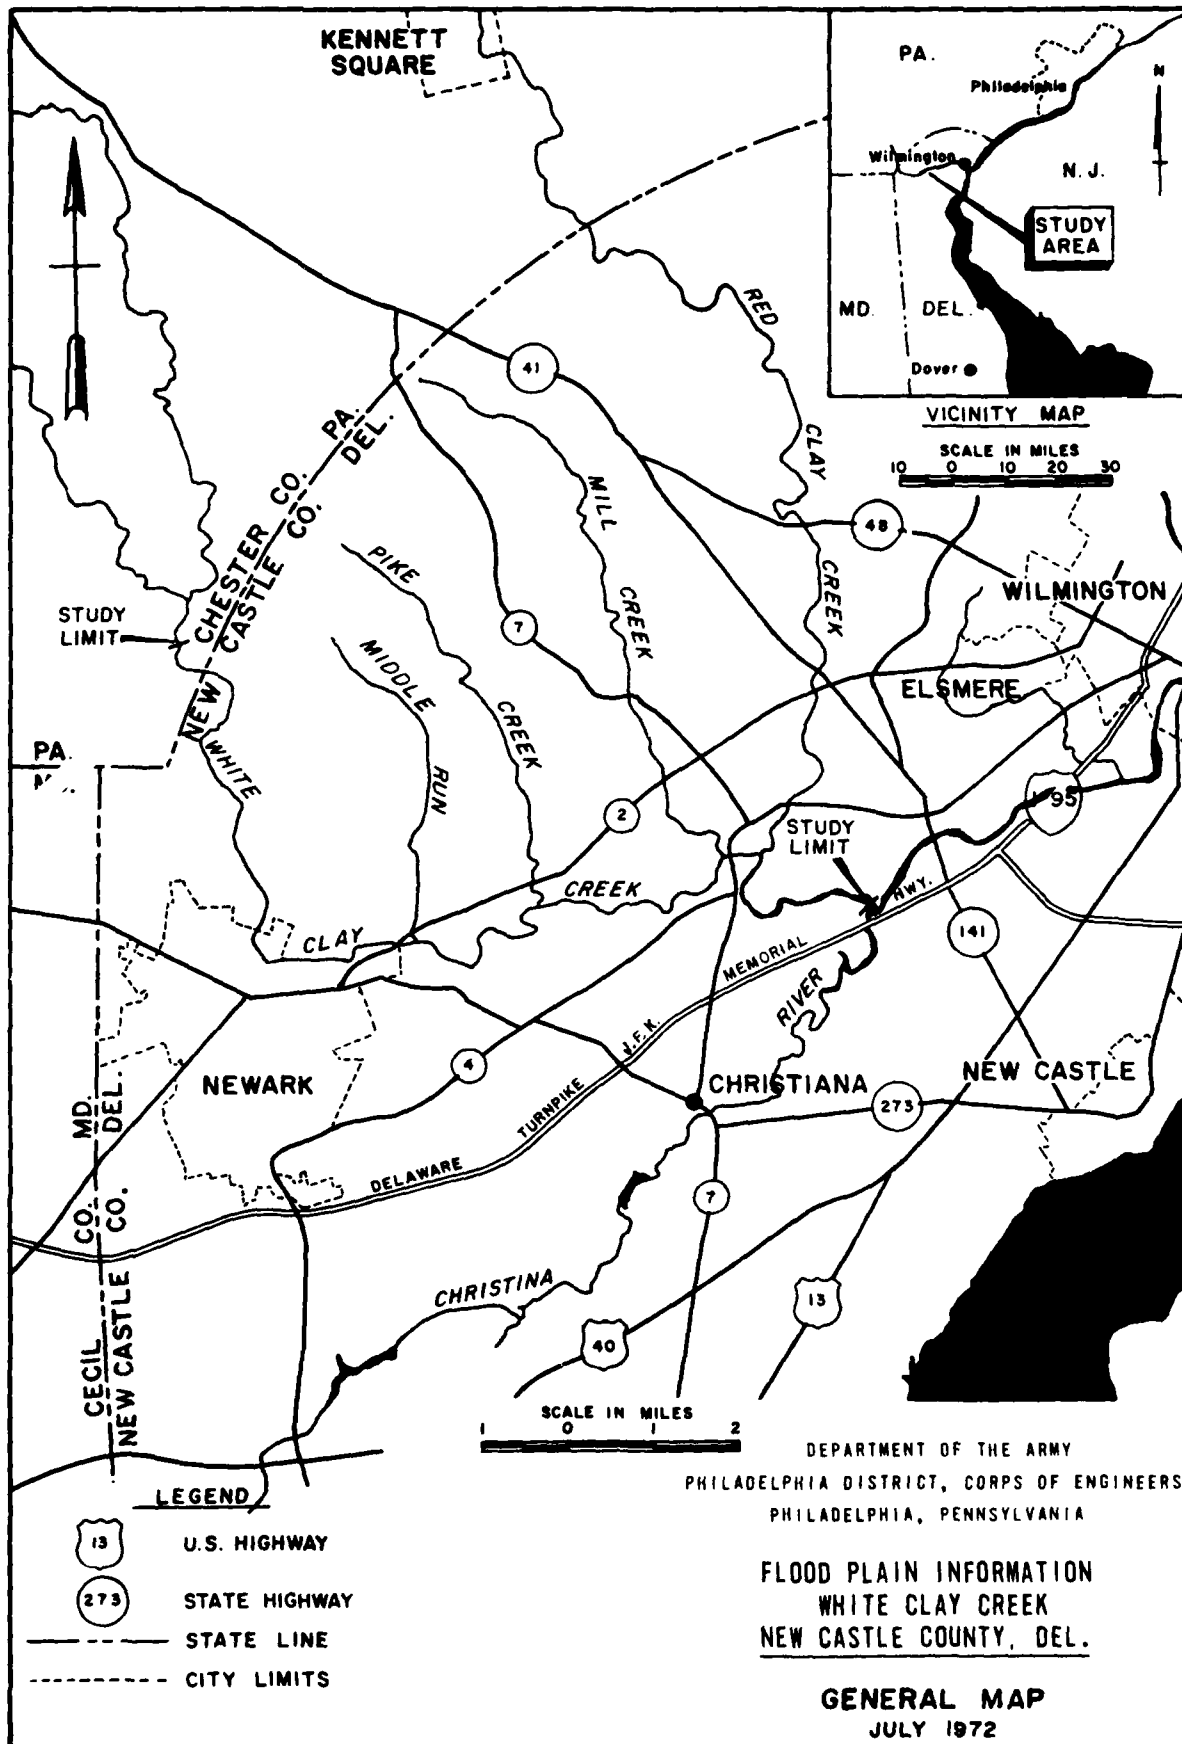 KENNETT
SQUARE
PA.
Philadelphia
N
Wilmington
N.J.
STUDY
AREA
MD.
DEL.
Dover
VICINITY MAP
SCALE IN MILES
10 0 10 20 30
RED
CLAY
CREEK
41
PA.
DEL.
CHESTER CO.
NEW CASTLE CO.
MILL
CREEK
48
PIKE
CREEK
STUDY
LIMIT
7
MIDDLE
RUN
WILMINGTON
ELSMERE
WHITE
CLAY
CREEK
PA.
2
95
STUDY
LIMIT
141
NEWARK
4
DELAWARE
TURNPIKE
J.F.K.
MEMORIAL
HWY.
RIVER
CHRISTIANA
NEW CASTLE
273
MD.
DEL.
7
CECIL CO.
NEW CASTLE CO.
CHRISTINA
13
40
SCALE IN MILES
1 0 1 2
DEPARTMENT OF THE ARMY
PHILADELPHIA DISTRICT, CORPS OF ENGINEERS
PHILADELPHIA, PENNSYLVANIA
LEGEND
13 U.S. HIGHWAY
273 STATE HIGHWAY
STATE LINE
CITY LIMITS
FLOOD PLAIN INFORMATION
WHITE CLAY CREEK
NEW CASTLE COUNTY, DEL.
GENERAL MAP
JULY 1972